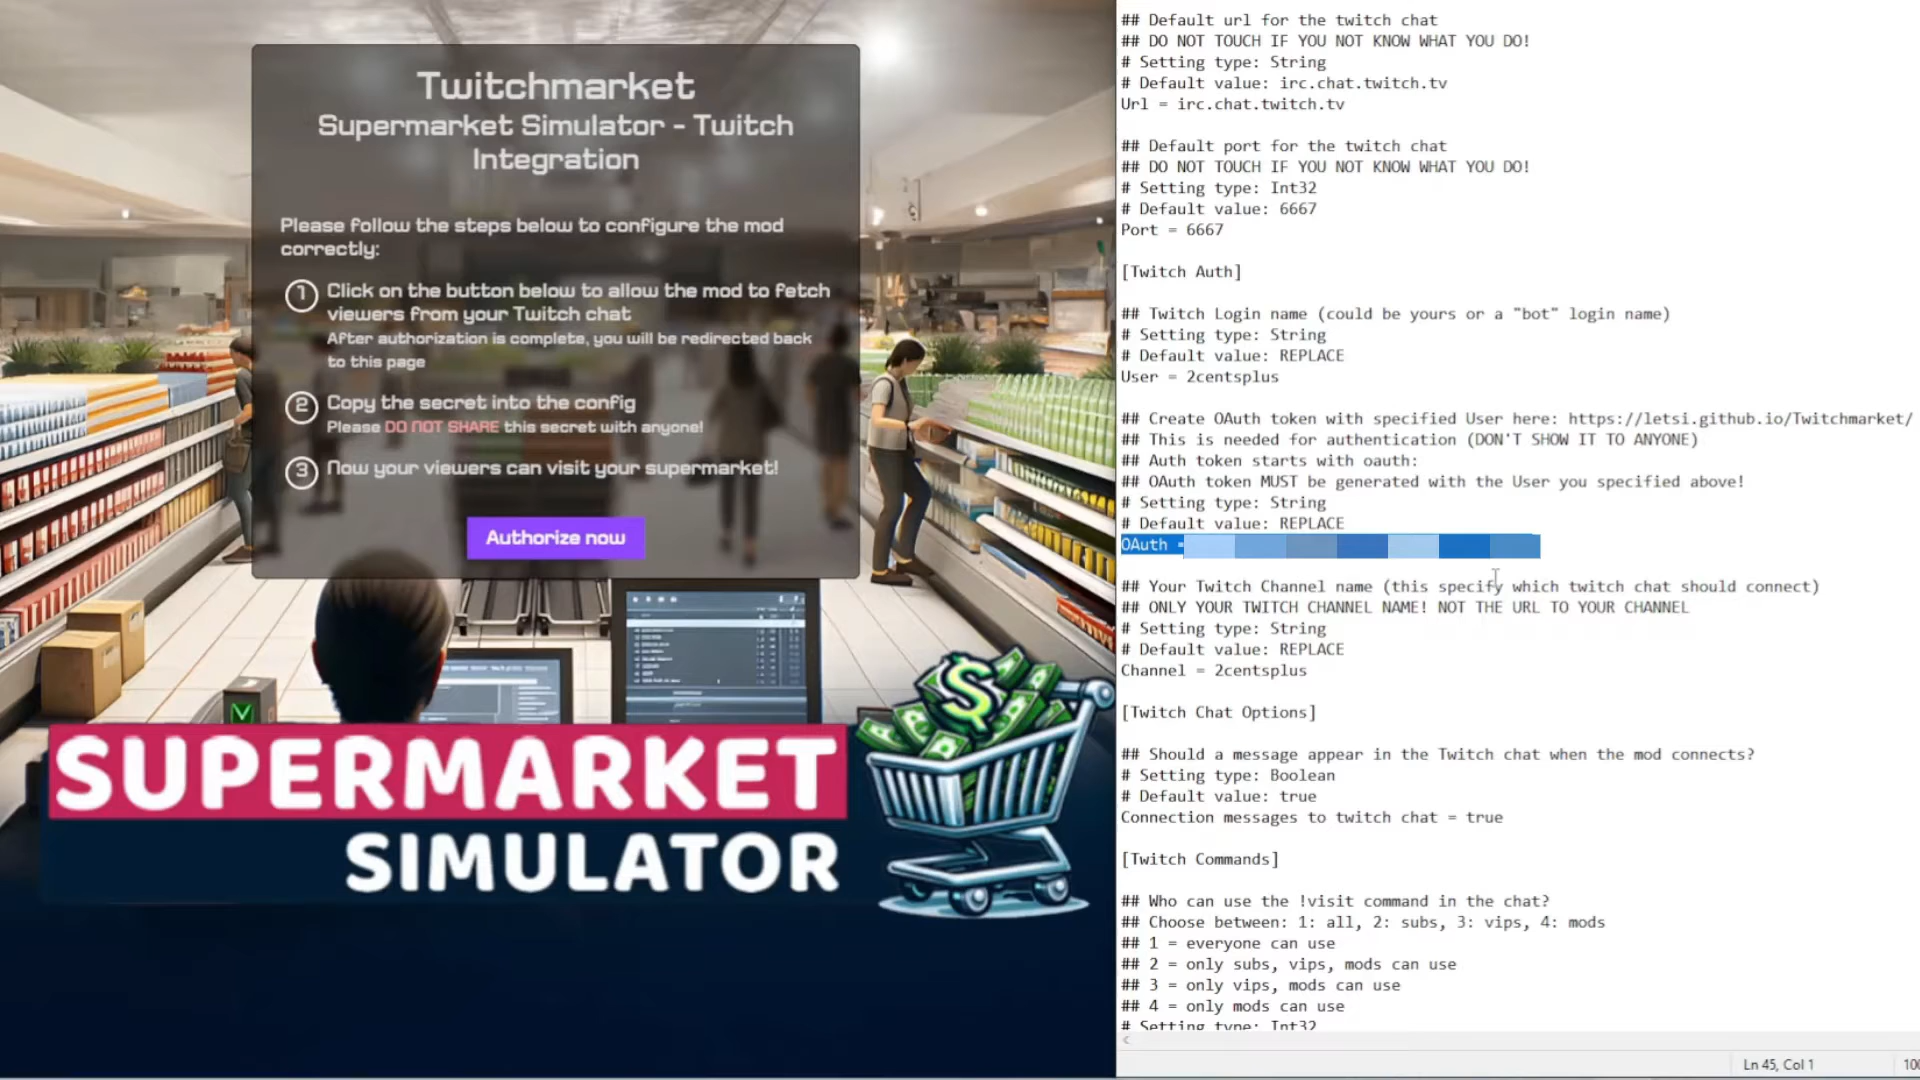 Twitchmarket
Supermarket Simulator - Twitch
Integration
Please follow the steps below to configure the mod
correctly:
1
Click on the button below to allow the mod to fetch
viewers from your Twitch chat
After authorization is complete, you will be redirected back
to this page
2
Copy the secret into the config
Please DO NOT SHARE this secret with anyone!
3
Now your viewers can visit your supermarket!
Authorize now
SUPERMARKET
SIMULATOR
## Default url for the twitch chat
## DO NOT TOUCH IF YOU NOT KNOW WHAT YOU DO!
# Setting type: String
# Default value: irc.chat.twitch.tv
Url = irc.chat.twitch.tv
## Default port for the twitch chat
## DO NOT TOUCH IF YOU NOT KNOW WHAT YOU DO!
# Setting type: Int32
# Default value: 6667
Port = 6667
[Twitch Auth]
## Twitch Login name (could be yours or a "bot" login name)
# Setting type: String
# Default value: REPLACE
User = 2centsplus
## Create OAuth token with specified User here: https://letsi.github.io/Twitchmarket/
## This is needed for authentication (DON'T SHOW IT TO ANYONE)
## Auth token starts with oauth:
## OAuth token MUST be generated with the User you specified above!
# Setting type: String
# Default value: REPLACE
OAuth =
## Your Twitch Channel name (this specify which twitch chat should connect)
## ONLY YOUR TWITCH CHANNEL NAME! NOT THE URL TO YOUR CHANNEL
# Setting type: String
# Default value: REPLACE
Channel = 2centsplus
[Twitch Chat Options]
## Should a message appear in the Twitch chat when the mod connects?
# Setting type: Boolean
# Default value: true
Connection messages to twitch chat = true
[Twitch Commands]
## Who can use the !visit command in the chat?
## Choose between: 1: all, 2: subs, 3: vips, 4: mods
## 1 = everyone can use
## 2 = only subs, vips, mods can use
## 3 = only vips, mods can use
## 4 = only mods can use
# Setting type: Int32
Ln 45, Col 1